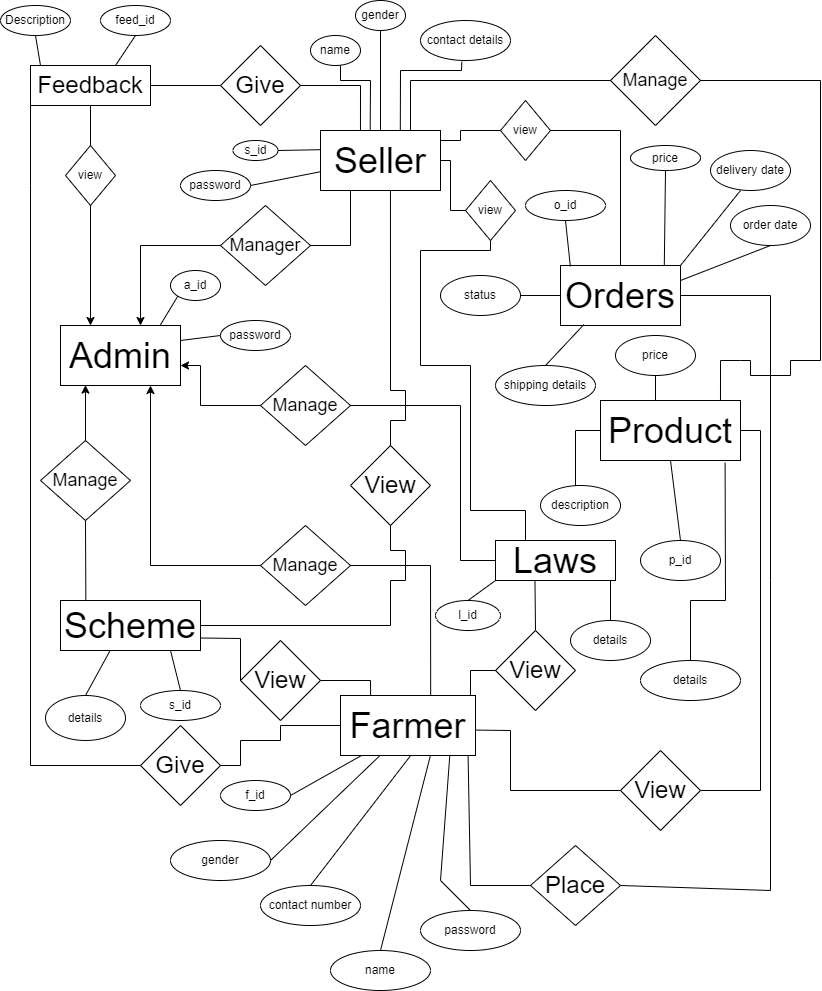 Description
feed_id
gender
name
contact details
Feedback
Give
Manage
view
s_id
Seller
price
view
password
view
o_id
delivery date
order date
Manager
a_id
status
Orders
password
Admin
shipping details
price
Manage
Product
Manage
View
description
Manage
Laws
p_id
l_id
details
Scheme
View
View
details
details
s_id
Farmer
Give
f_id
View
gender
Place
contact number
password
name